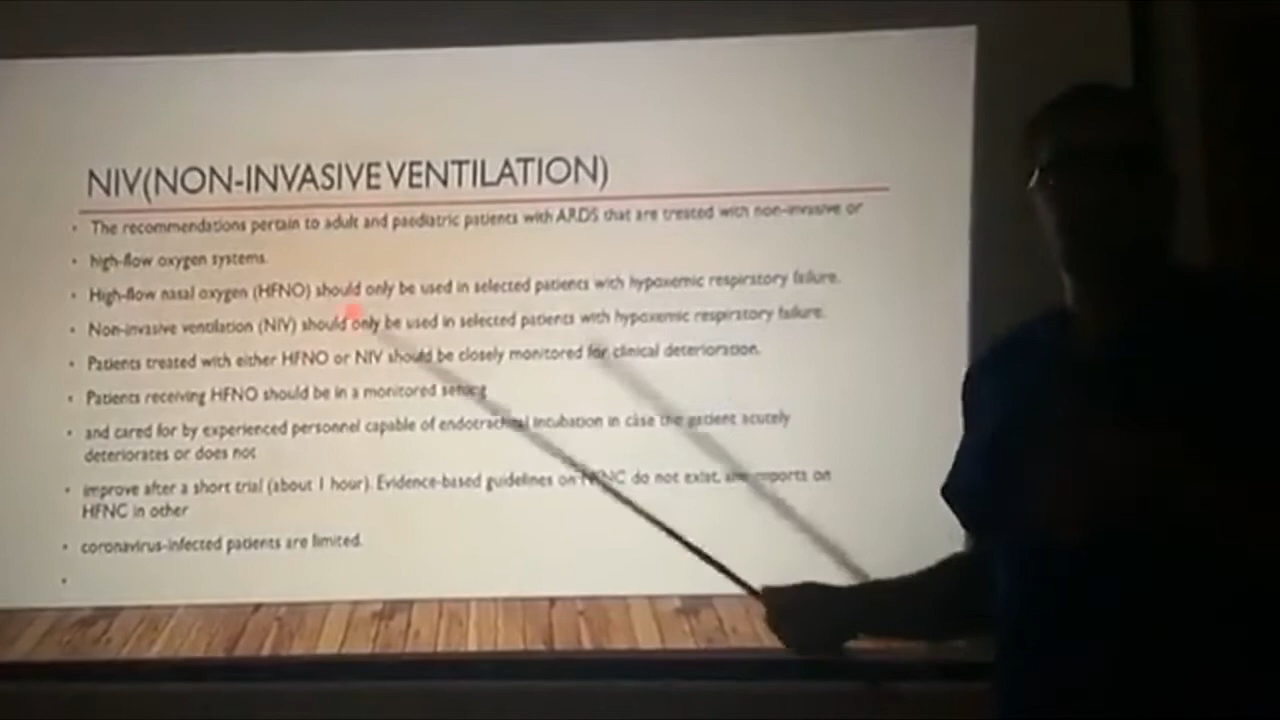 NIV(NON-INVASIVE VENTILATION)
• The recommendations pertain to adult and paediatric patients with ARDS that are treated with non-invasive or
• high-flow oxygen systems.
• High-flow nasal oxygen (HFNO) should only be used in selected patients with hypoxemic respiratory failure.
• Non-invasive ventilation (NIV) should only be used in selected patients with hypoxemic respiratory failure.
• Patients treated with either HFNO or NIV should be closely monitored for clinical deterioration.
• Patients receiving HFNO should be in a monitored setting
• and cared for by experienced personnel capable of endotracheal intubation in case the patient acutely
deteriorates or does not
• improve after a short trial (about 1 hour). Evidence-based guidelines on HFNC do not exist, and reports on
HFNC in other
• coronavirus-infected patients are limited.
•